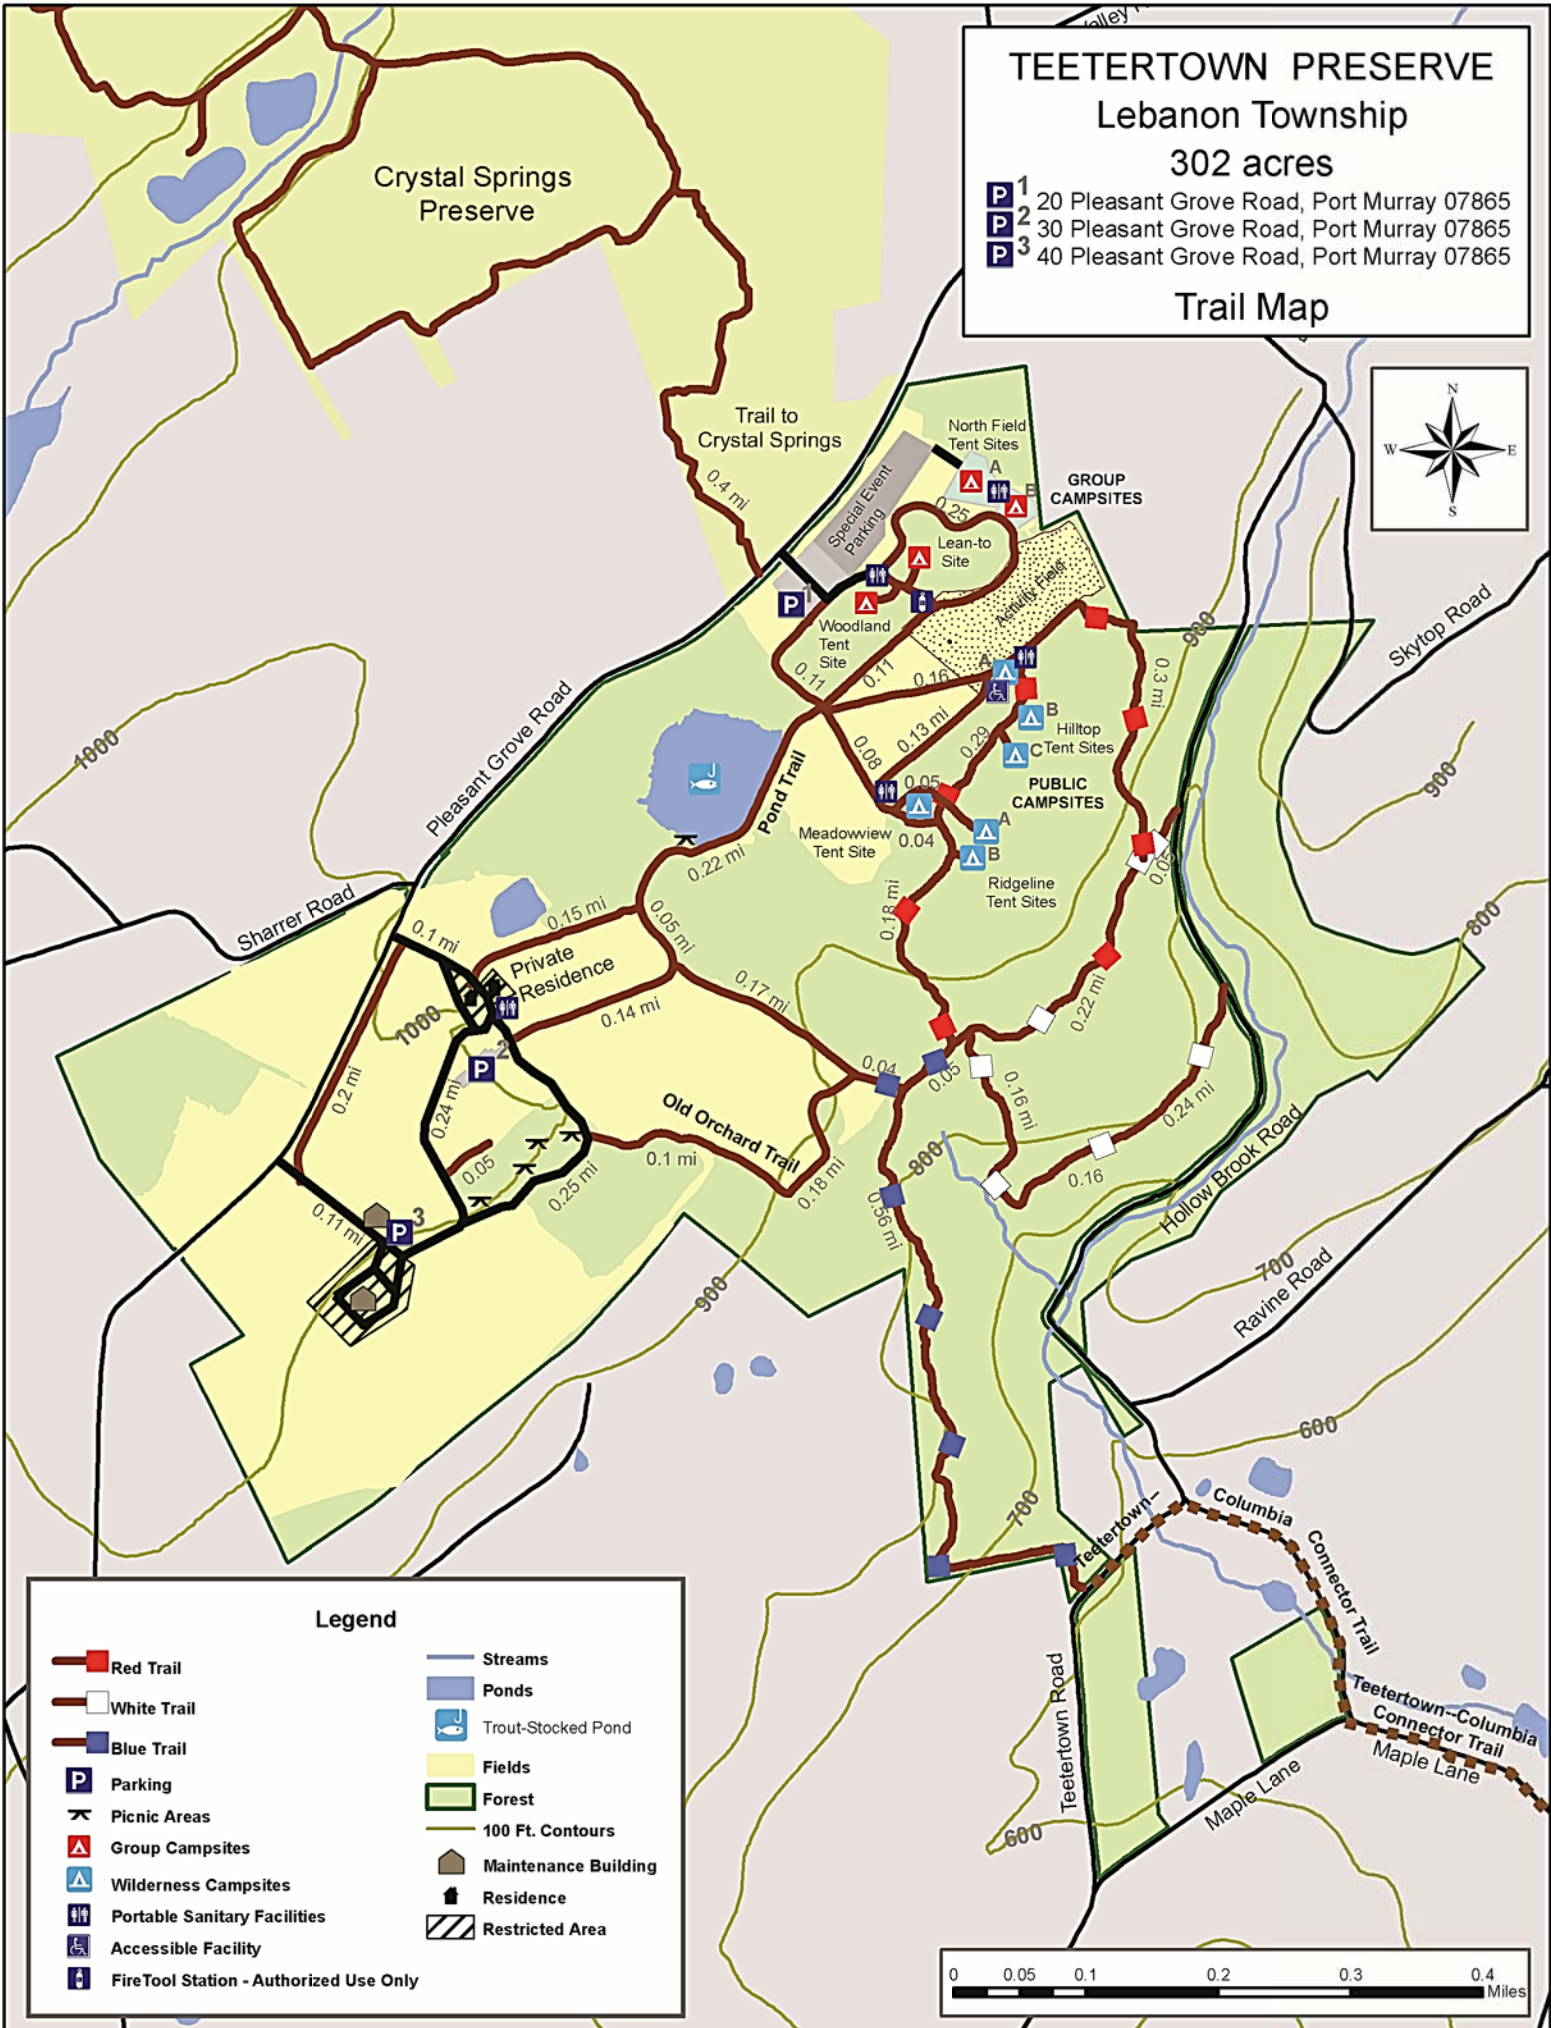 TEETERTOWN PRESERVE
Lebanon Township
302 acres
P 1 20 Pleasant Grove Road, Port Murray 07865
P 2 30 Pleasant Grove Road, Port Murray 07865
P 3 40 Pleasant Grove Road, Port Murray 07865
Trail Map
N
W
E
S
Crystal Springs
Preserve
Trail to
Crystal Springs
0.4 mi
North Field
Tent Sites
A
B
GROUP
CAMPSITES
Special Event
Parking
0.25
Lean-to
Site
Activity Field
P 1
Woodland
Tent
Site
0.11
0.11
0.16
A
B
Hilltop
C Tent Sites
0.13 mi
0.29
0.08
0.05
PUBLIC
CAMPSITES
Meadowview
Tent Site
0.04
A
B
Ridgeline
Tent Sites
0.3 mi
900
Skytop Road
900
800
1000
Pleasant Grove Road
Pond Trail
0.22 mi
0.18 mi
0.05
Sharrer Road
0.1 mi
0.15 mi
0.05 mi
Private
Residence
0.17 mi
0.14 mi
1000
0.2 mi
P 2
0.24 mi
0.04
0.05
0.22 mi
0.16 mi
0.24 mi
0.16
Old Orchard Trail
0.1 mi
0.18 mi
0.05
0.25 mi
0.11 mi
P 3
800
0.56 mi
Hollow Brook Road
700
Ravine Road
900
600
700
Teetertown--
Columbia
Connector Trail
Teetertown--Columbia
Connector Trail
Maple Lane
Maple Lane
Teetertown Road
600
Legend
Red Trail
White Trail
Blue Trail
P Parking
Picnic Areas
Group Campsites
Wilderness Campsites
Portable Sanitary Facilities
Accessible Facility
FireTool Station - Authorized Use Only
Streams
Ponds
Trout-Stocked Pond
Fields
Forest
100 Ft. Contours
Maintenance Building
Residence
Restricted Area
0 0.05 0.1 0.2 0.3 0.4
Miles